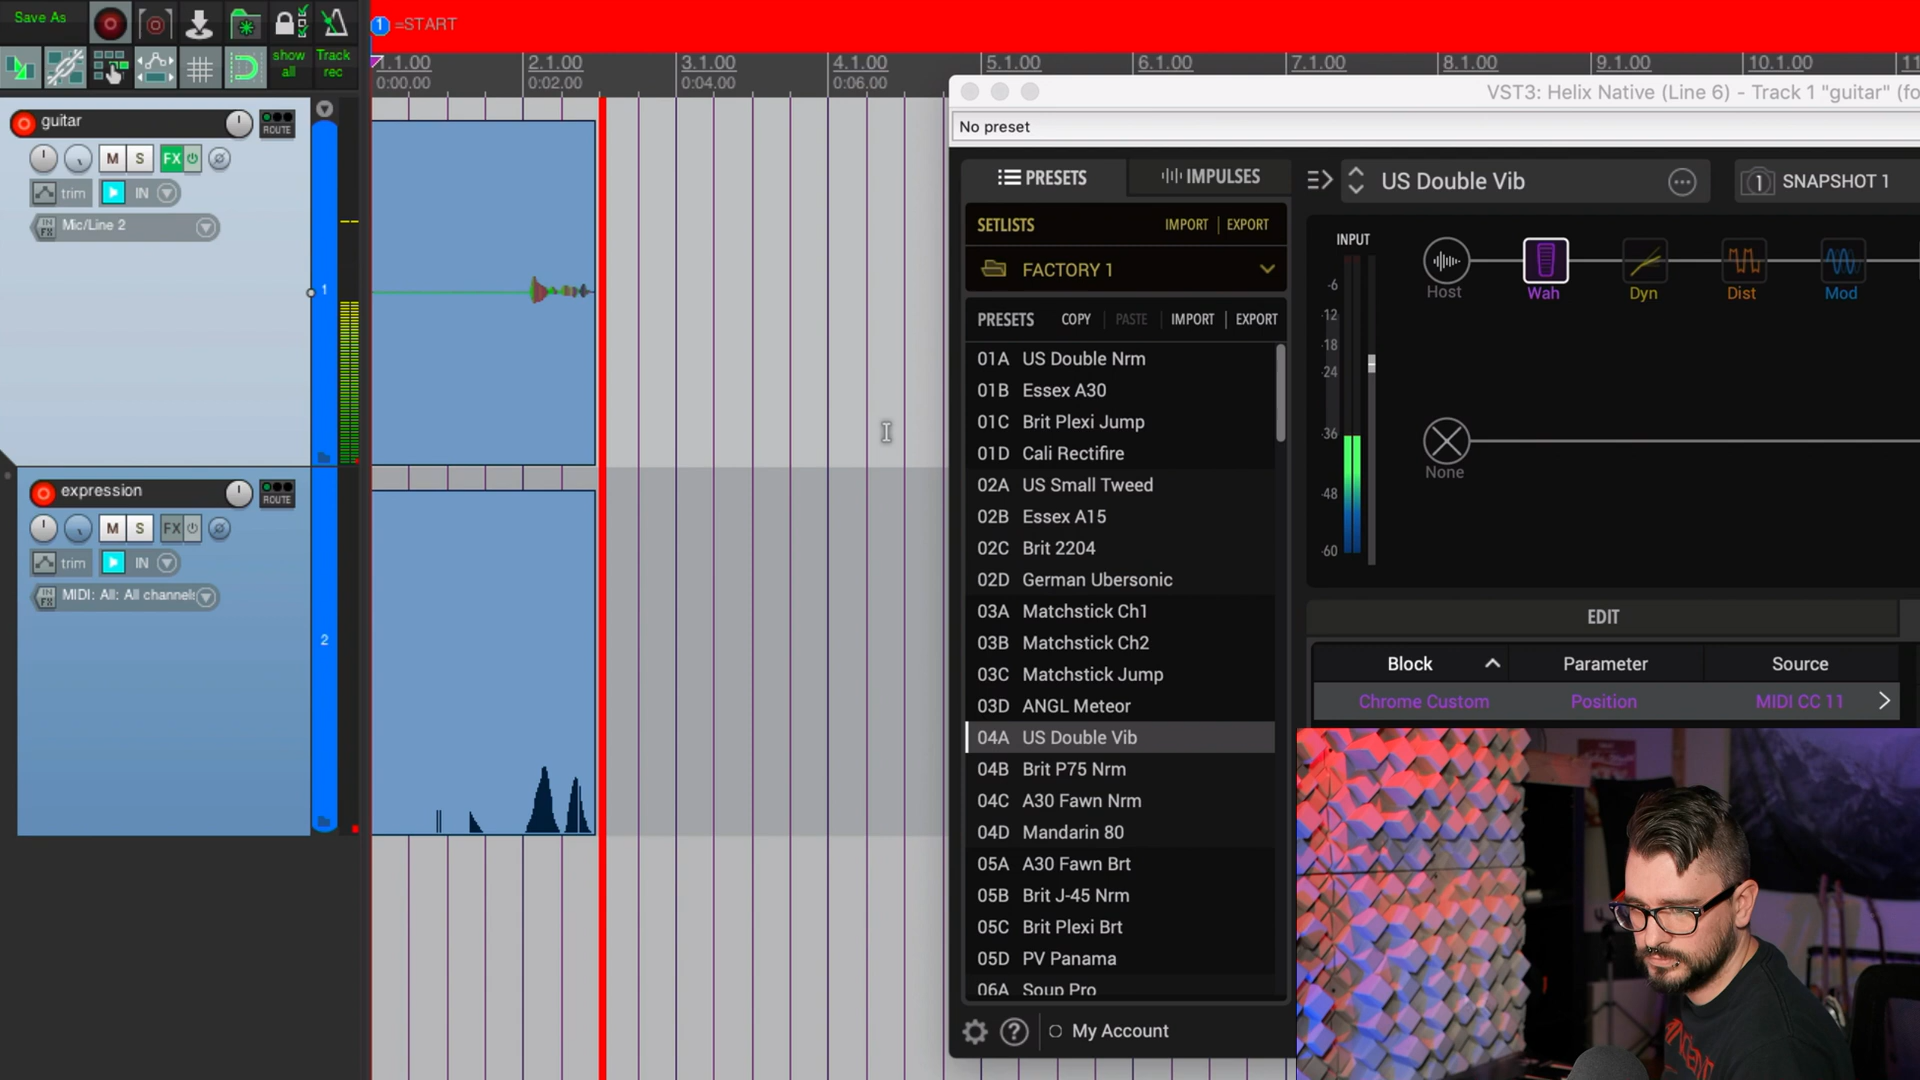 Save As
show all
Track rec
1 =START
1.1.00 2.1.00 3.1.00 4.1.00 5.1.00 6.1.00 7.1.00 8.1.00 9.1.00 10.1.00 11
0:00.00 0:02.00 0:04.00 0:06.00
guitar
ROUTE
M S FX
trim IN
IN FX Mic/Line 2
1
expression
ROUTE
M S FX
trim IN
IN FX MIDI: All: All channels
2
VST3: Helix Native (Line 6) - Track 1 "guitar" (fo
No preset
PRESETS
IMPULSES
SETLISTS IMPORT | EXPORT
FACTORY 1
PRESETS COPY | PASTE | IMPORT | EXPORT
01A US Double Nrm
01B Essex A30
01C Brit Plexi Jump
01D Cali Rectifire
02A US Small Tweed
02B Essex A15
02C Brit 2204
02D German Ubersonic
03A Matchstick Ch1
03B Matchstick Ch2
03C Matchstick Jump
03D ANGL Meteor
04A US Double Vib
04B Brit P75 Nrm
04C A30 Fawn Nrm
04D Mandarin 80
05A A30 Fawn Brt
05B Brit J-45 Nrm
05C Brit Plexi Brt
05D PV Panama
06A Soup Pro
? My Account
US Double Vib
1 SNAPSHOT 1
INPUT
-6
-12
-18
-24
-36
-48
-60
Host Wah Dyn Dist Mod
None
EDIT
Block Parameter Source
Chrome Custom Position MIDI CC 11